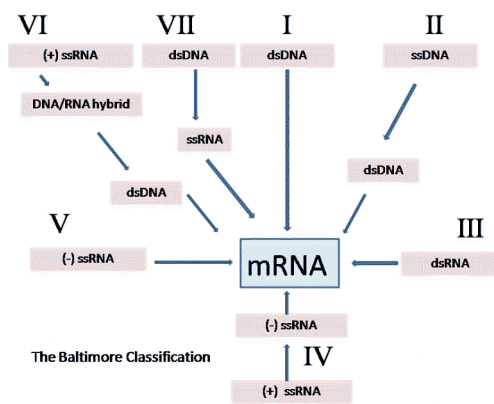 VI VII I II
(+) ssRNA dsDNA dsDNA ssDNA
DNA/RNA hybrid
ssRNA
dsDNA dsDNA
V III
(-) ssRNA mRNA dsRNA
(-) ssRNA
The Baltimore Classification IV
(+) ssRNA